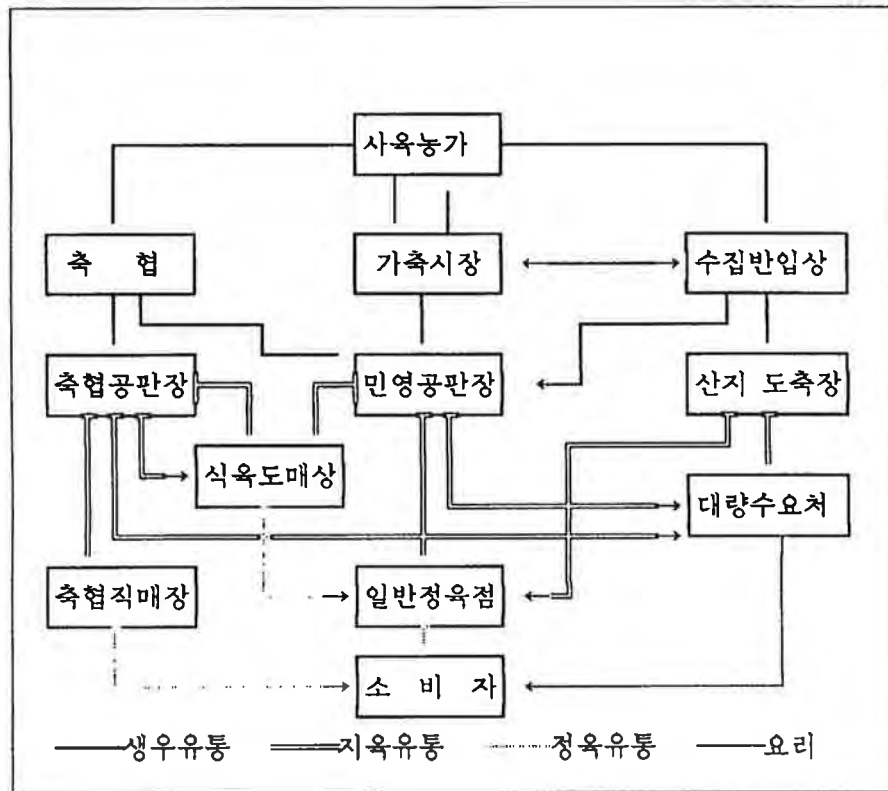 사육농가
축 협
가축시장
수집반입상
축협공판장
민영공판장
산지 도축장
식육도매상
대량수요처
축협직매장
일반정육점
소 비 자
생우유통
지육유통
정육유통
요리